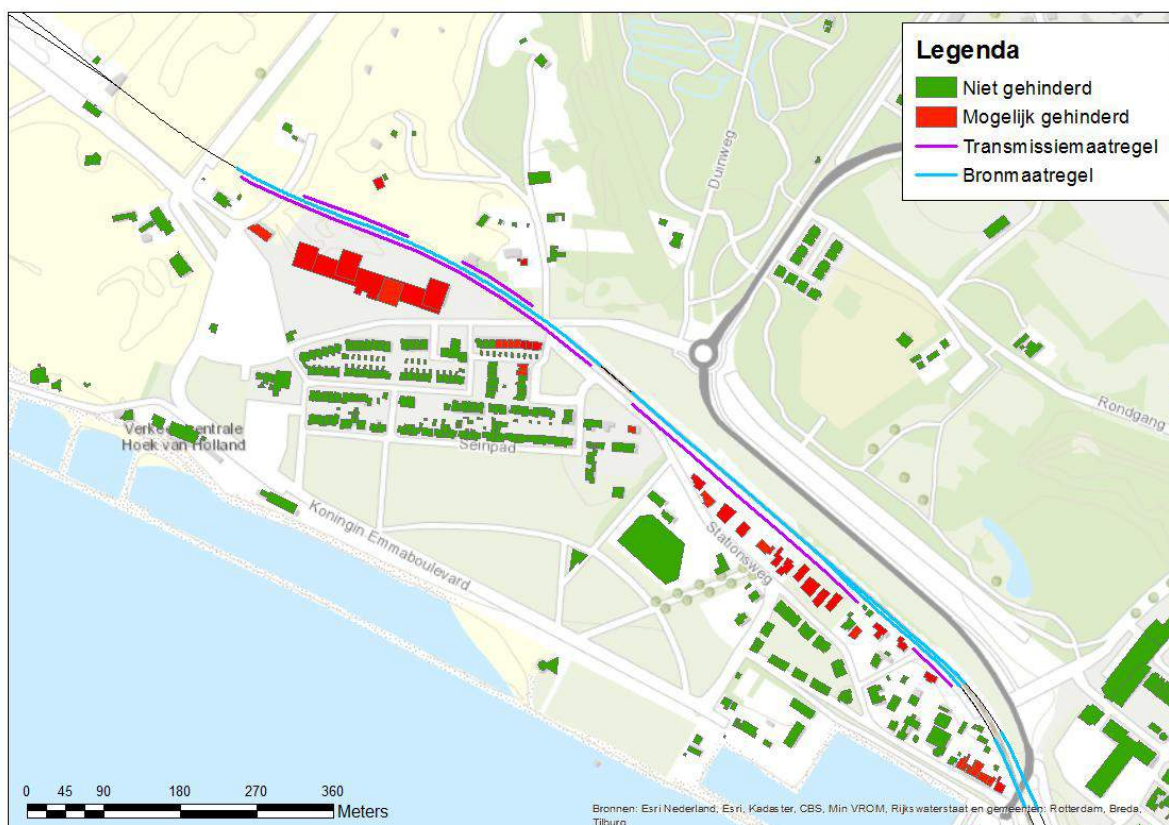 Legenda
Niet gehinderd
Mogelijk gehinderd
Transmissiemaatregel
Bronmaatregel
Duinweg
Rondgang
Hoek van Holland
Seinpad
Koningin Emmaboulevard
Stationsweg
0 45 90 180 270 360
Meters
Bronnen: Esri Nederland, Esri, Kadaster, CBS, Min VROM, Rijkswaterstaat en gemeenten: Rotterdam, Breda,
Tilburg